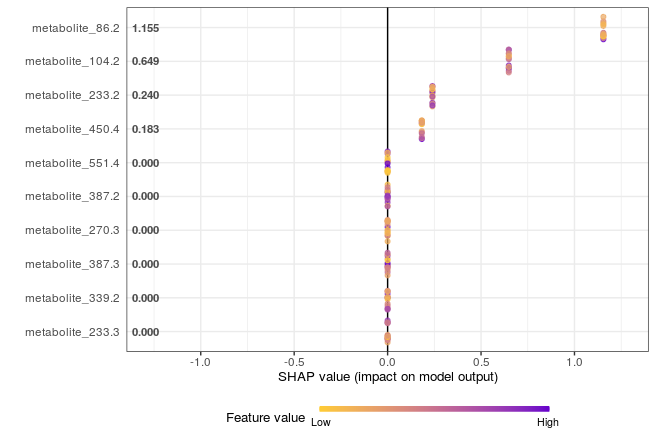 metabolite_86.2 1.155
metabolite_104.2 0.649
metabolite_233.2 0.240
metabolite_450.4 0.183
metabolite_551.4 0.000
metabolite_387.2 0.000
metabolite_270.3 0.000
metabolite_387.3 0.000
metabolite_339.2 0.000
metabolite_233.3 0.000
-1.0 -0.5 0.0 0.5 1.0
SHAP value (impact on model output)
Feature value Low High